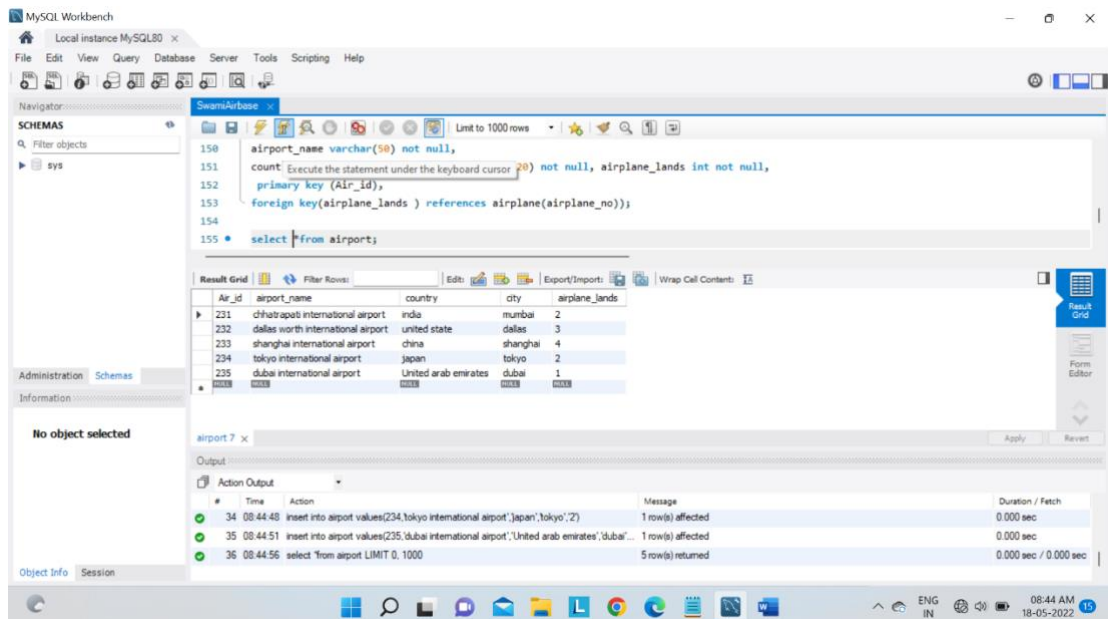 MySQL Workbench
Local instance MySQL80 ×
File Edit View Query Database Server Tools Scripting Help
Navigator
SCHEMAS
Filter objects
sys
Administration Schemas
Information
No object selected
Object Info Session
SwamiAirbase ×
Limit to 1000 rows
150 airport_name varchar(50) not null,
151 count 20) not null, airplane_lands int not null,
Execute the statement under the keyboard cursor
152 primary key (Air_id),
153 foreign key(airplane_lands ) references airplane(airplane_no));
154
155 select *from airport;
Result Grid Filter Rows: Edit: Export/Import: Wrap Cell Content:
Air_id airport_name country city airplane_lands
231 chhatrapati international airport india mumbai 2
232 dallas worth international airport united state dallas 3
233 shanghai international airport china shanghai 4
234 tokyo international airport japan tokyo 2
235 dubai international airport United arab emirates dubai 1
NULL NULL NULL NULL NULL
Result Grid
Form Editor
airport 7 ×
Apply Revert
Output
Action Output
# Time Action Message Duration / Fetch
34 08:44:48 insert into airport values(234,'tokyo international airport','japan','tokyo','2') 1 row(s) affected 0.000 sec
35 08:44:51 insert into airport values(235,'dubai international airport','United arab emirates','dubai'... 1 row(s) affected 0.000 sec
36 08:44:56 select *from airport LIMIT 0, 1000 5 row(s) returned 0.000 sec / 0.000 sec
ENG
IN
08:44 AM
18-05-2022
15